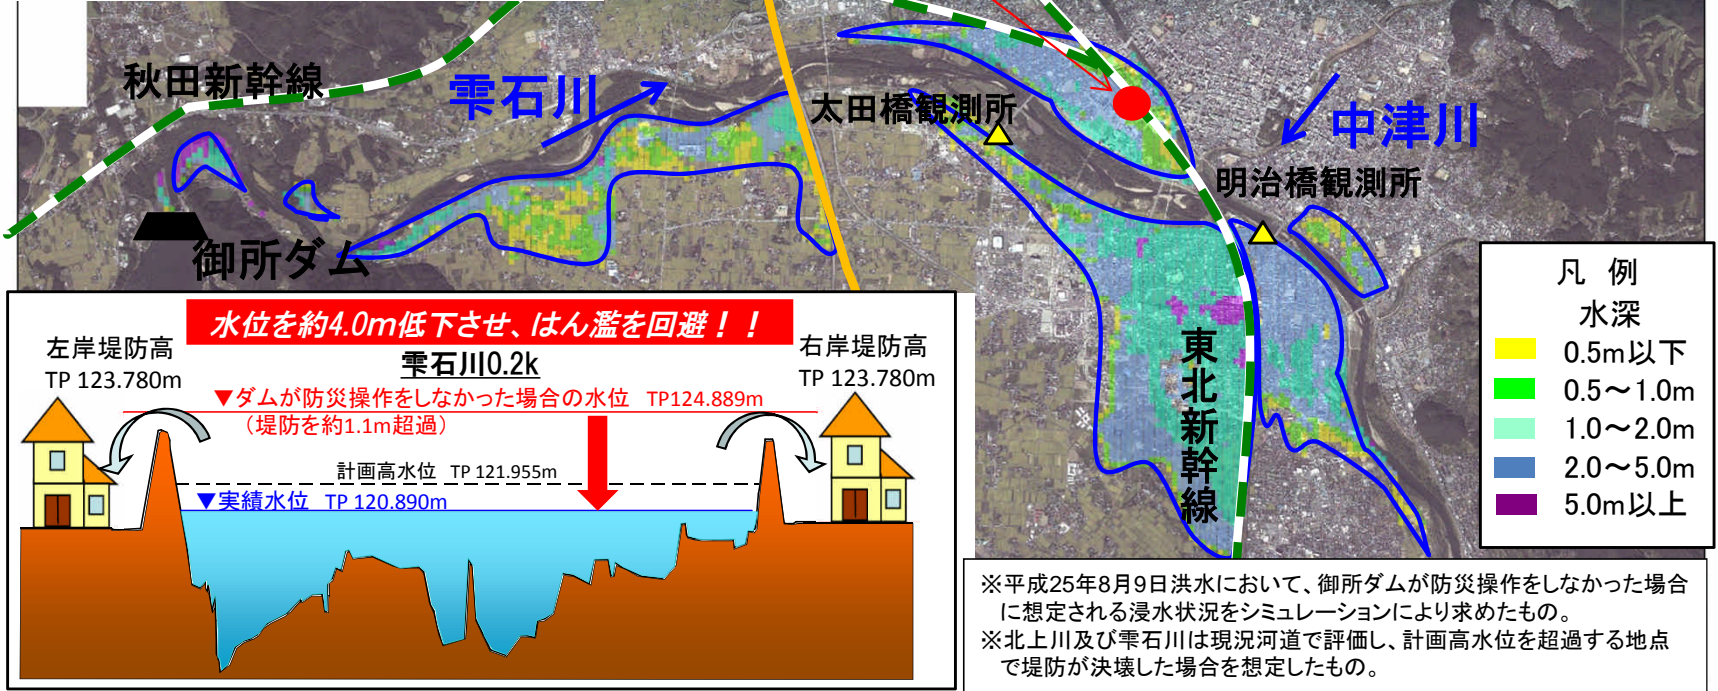 秋田新幹線
雫石川
太田橋観測所
中津川
明治橋観測所
御所ダム
東北新幹線
凡 例
水深
0.5m以下
0.5～1.0m
1.0～2.0m
2.0～5.0m
5.0m以上
水位を約4.0m低下させ、はん濫を回避！！
雫石川0.2k
左岸堤防高
TP 123.780m
右岸堤防高
TP 123.780m
▼ダムが防災操作をしなかった場合の水位 TP124.889m
（堤防を約1.1m超過）
計画高水位 TP 121.955m
▼実績水位 TP 120.890m
※平成25年8月9日洪水において、御所ダムが防災操作をしなかった場合
に想定される浸水状況をシミュレーションにより求めたもの。
※北上川及び雫石川は現況河道で評価し、計画高水位を超過する地点
で堤防が決壊した場合を想定したもの。